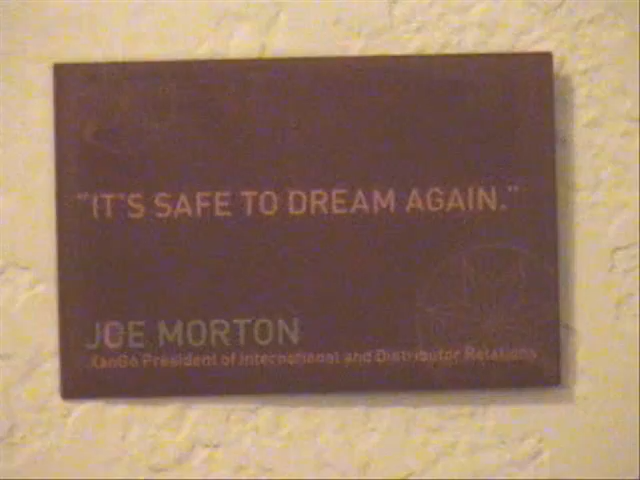 "IT'S SAFE TO DREAM AGAIN."
JOE MORTON
XanGo President of International and Distributor Relations